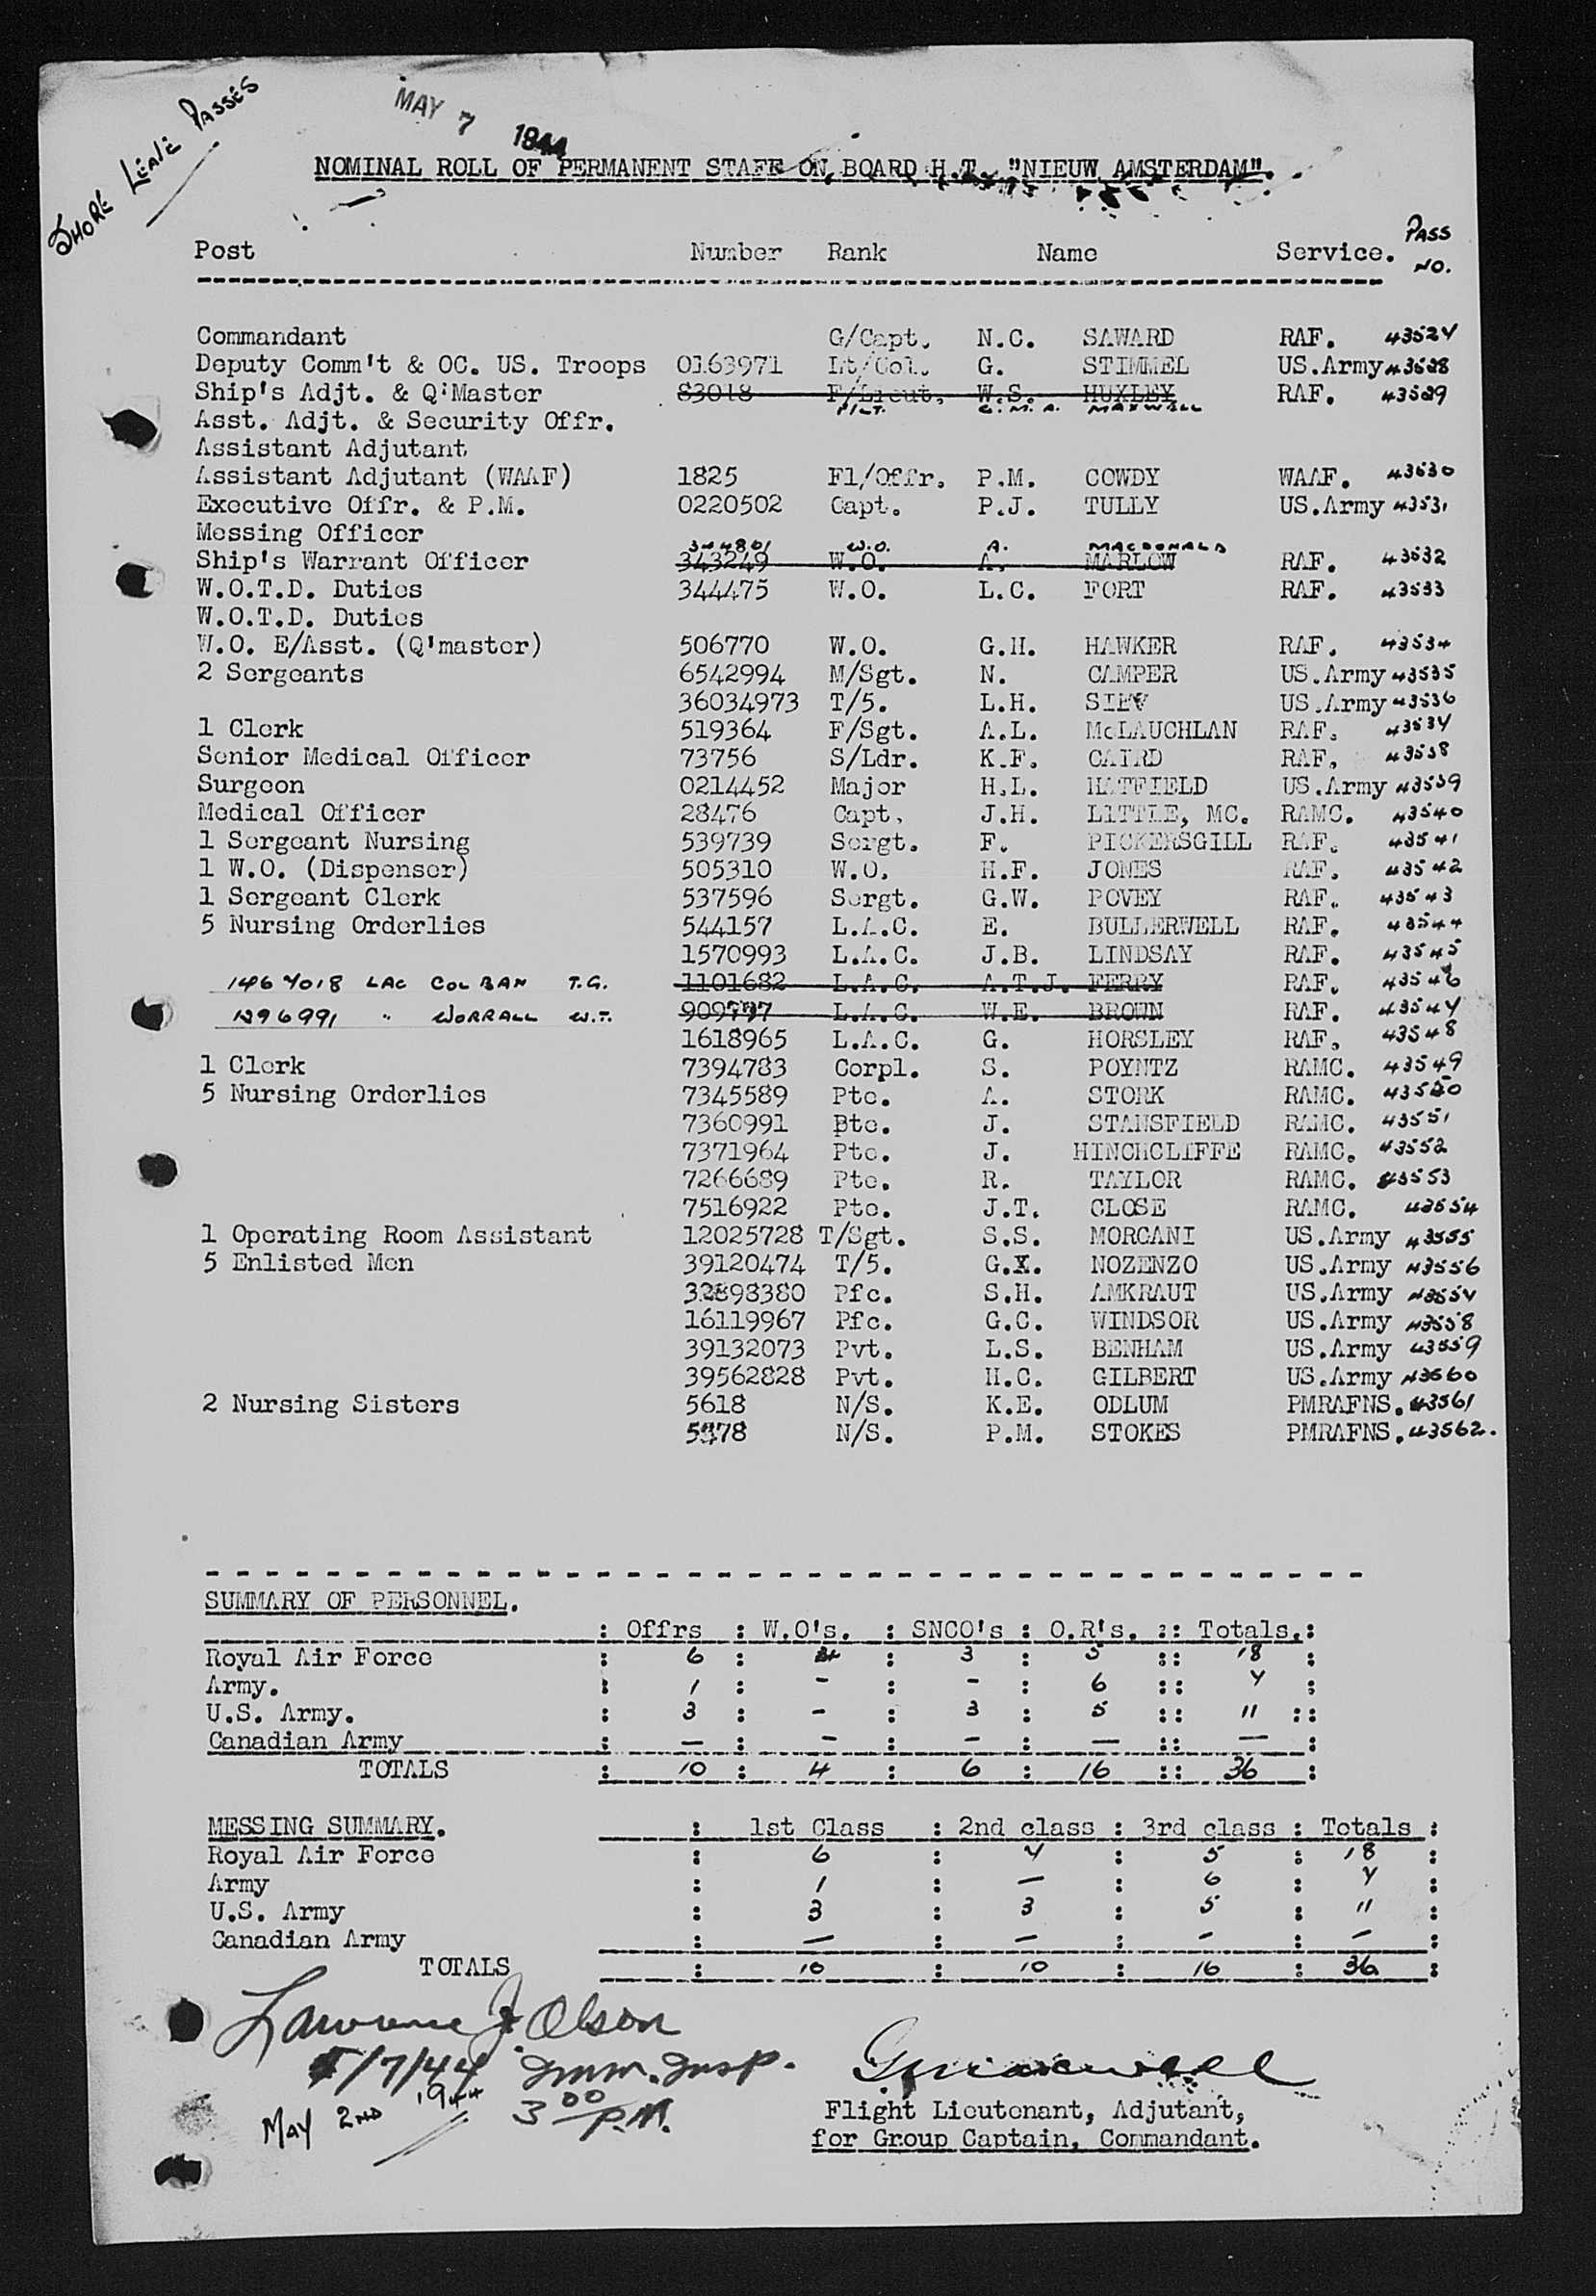 SHORE LEAVE PASSES
MAY 7 1944
NOMINAL ROLL OF PERMANENT STAFF ON BOARD H.T. "NIEUW AMSTERDAM".
Post Number Rank Name Service. PASS NO.
Commandant G/Capt. N.C. SAWARD RAF. 43527
Deputy Comm't & OC. US. Troops 0163971 Lt/Col. G. STIMMEL US.Army 43528
Ship's Adjt. & Q'Master 83018 F/Lieut. W.S. HUXLEY RAF. 43529
F/LT. G.M.A. MAXWELL
Asst. Adjt. & Security Offr.
Assistant Adjutant
Assistant Adjutant (WAAF) 1825 Fl/Offr. P.M. COWDY WAAF. 43530
Executive Offr. & P.M. 0220502 Capt. P.J. TULLY US.Army 43531
Messing Officer
344801 W.O. A. MACDONALD
Ship's Warrant Officer 343249 W.O. A. MARLOW RAF. 43532
W.O.T.D. Duties 344475 W.O. L.C. FORT RAF. 43533
W.O.T.D. Duties
W.O. E/Asst. (Q'master) 506770 W.O. G.H. HAWKER RAF. 43534
2 Sergeants 6542994 M/Sgt. N. CAMPER US.Army 43535
36034973 T/5. L.H. US.Army 43536
1 Clerk 519364 F/Sgt. A.L. McLAUCHLAN RAF. 43537
Senior Medical Officer 73756 S/Ldr. K.F. CAIRD RAF. 43538
Surgeon 0214452 Major H.L. HATFIELD US.Army 43539
Medical Officer 28476 Capt. J.H. LITTLE, MC. RAMC. 43540
1 Sergeant Nursing 539739 Sergt. F. PICKERSGILL RAF. 43541
1 W.O. (Dispenser) 505310 W.O. H.F. JONES RAF. 43542
1 Sergeant Clerk 537596 Sergt. G.W. POVEY RAF. 43543
5 Nursing Orderlies 544157 L.A.C. E. BULLERWELL RAF. 43544
1570993 L.A.C. J.B. LINDSAY RAF. 43545
1467018 LAC COLBAN T.G. 1101682 L.A.C. A.T.J. FERRY RAF. 43546
1296991 " WORRALL W.T. 909797 L.A.C. W.E. BROWN RAF. 43547
1618965 L.A.C. G. HORSLEY RAF. 43548
1 Clerk 7394783 Corpl. S. POYNTZ RAMC. 43549
5 Nursing Orderlies 7345589 Pte. A. STORK RAMC. 43550
7360991 Pte. J. STANSFIELD RAMC. 43551
7371964 Pte. J. HINCHCLIFFE RAMC. 43552
7266689 Pte. R. TAYLOR RAMC. 43553
7516922 Pte. J.T. CLOSE RAMC. 43554
1 Operating Room Assistant 12025728 T/Sgt. S.S. MORCANI US.Army 43555
5 Enlisted Men 39120474 T/5. G.X. NOZENZO US.Army 43556
32898380 Pfc. S.H. AMKRAUT US.Army 43557
16119967 Pfc. G.C. WINDSOR US.Army 43558
39132073 Pvt. L.S. BENHAM US.Army 43559
39562828 Pvt. H.C. GILBERT US.Army 43560
2 Nursing Sisters 5618 N/S. K.E. ODLUM PMRAFNS. 43561
N/S. P.M. STOKES PMRAFNS. 43562.
SUMMARY OF PERSONNEL.
: Offrs : W.O's. : SNCO's : O.R's. :: Totals. :
Royal Air Force : 6 : 4 : 3 : 5 :: 18 :
Army. : 1 : - : - : 6 :: 7 :
U.S. Army. : 3 : - : 3 : 5 :: 11 ::
Canadian Army : - : - : - : - :: - :
TOTALS : 10 : 4 : 6 : 16 :: 36 :
MESSING SUMMARY. : 1st Class : 2nd class : 3rd class : Totals :
Royal Air Force : 6 : 7 : 5 : 18 :
Army : 1 : - : 6 : 7 :
U.S. Army : 3 : 3 : 5 : 11 :
Canadian Army : - : - : - : - :
TOTALS : 10 : 10 : 16 : 36 :
Lawrence J. Olson
5/7/44 Imm. Insp.
3 00 P.M.
MAY 2ND 1944
GMaxwell
Flight Lieutenant, Adjutant,
for Group Captain, Commandant.